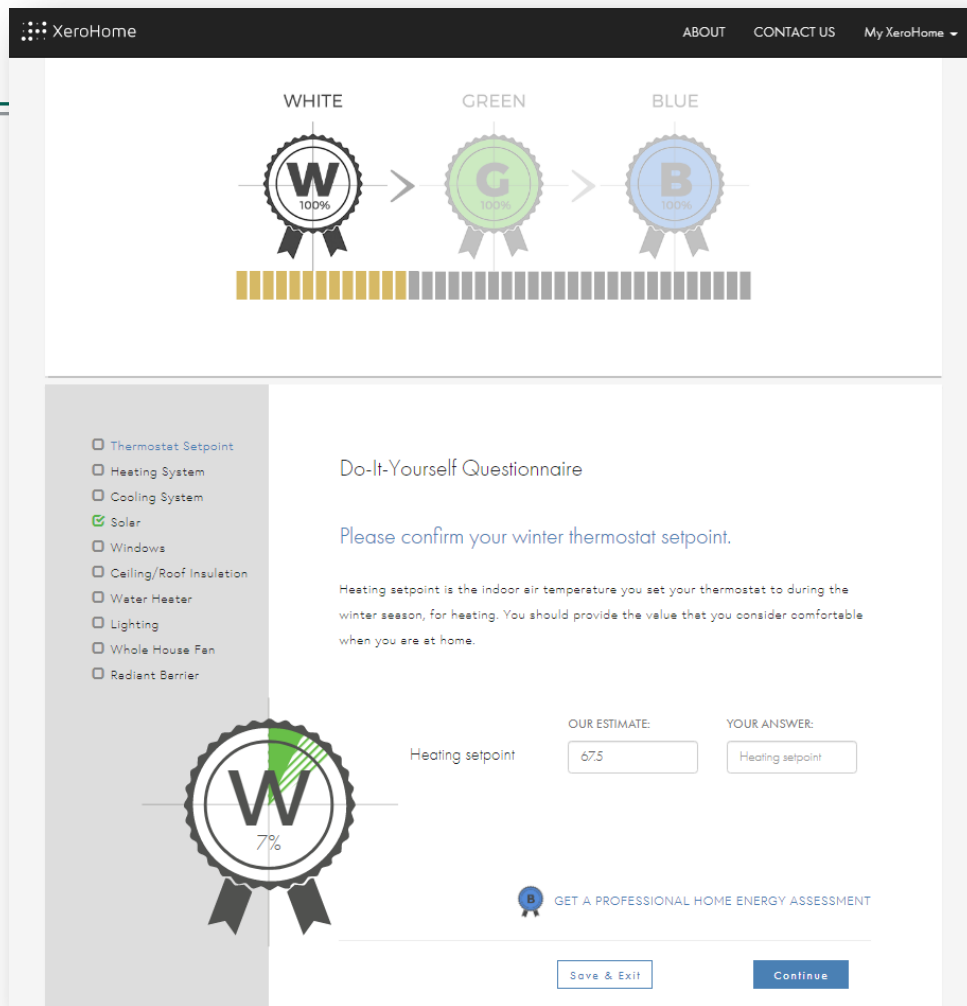 XeroHome
ABOUT CONTACT US My XeroHome
WHITE GREEN BLUE
W G B
100% 100% 100%
Thermostat Setpoint
Heating System
Cooling System
Solar
Windows
Ceiling/Roof Insulation
Water Heater
Lighting
Whole House Fan
Radiant Barrier
W
7%
Do-It-Yourself Questionnaire
Please confirm your winter thermostat setpoint.
Heating setpoint is the indoor air temperature you set your thermostat to during the
winter season, for heating. You should provide the value that you consider comfortable
when you are at home.
OUR ESTIMATE: YOUR ANSWER:
Heating setpoint 67.5 Heating setpoint
B GET A PROFESSIONAL HOME ENERGY ASSESSMENT
Save & Exit Continue